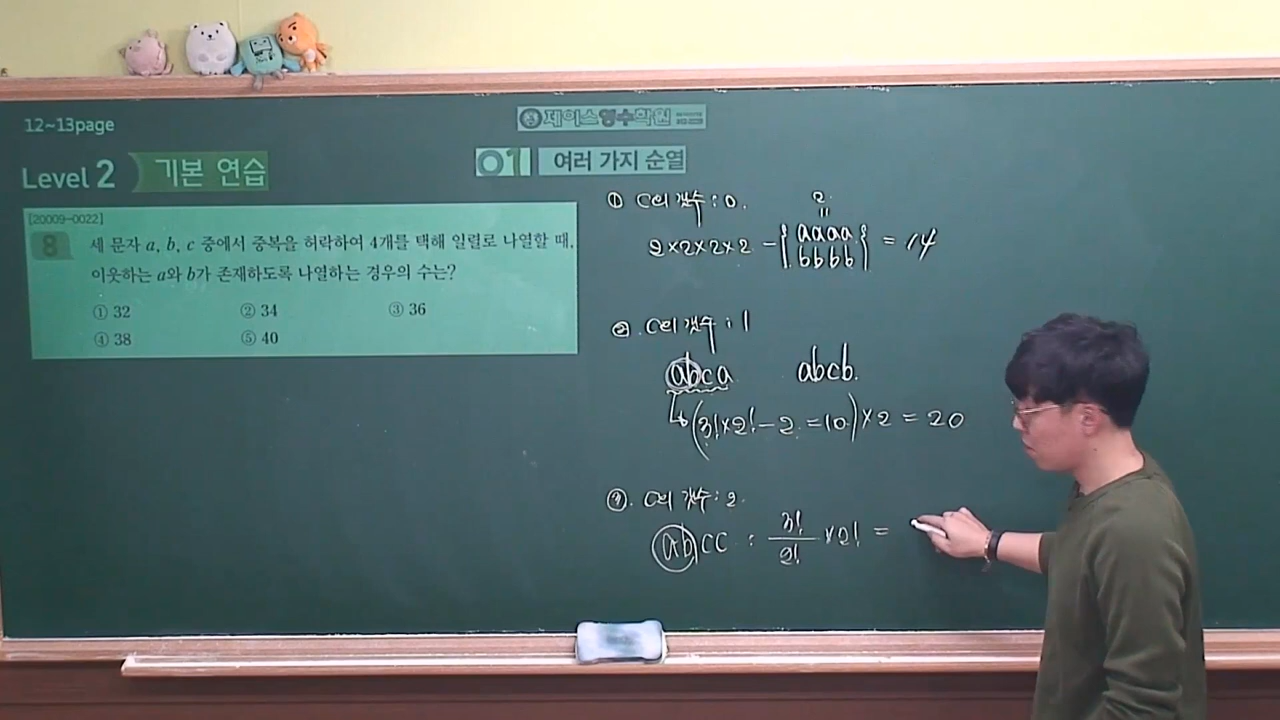 12~13page
제이스영수학원
Level 2 기본 연습
01 여러 가지 순열
[20009-0022]
8 세 문자 a, b, c 중에서 중복을 허락하여 4개를 택해 일렬로 나열할 때,
이웃하는 a와 b가 존재하도록 나열하는 경우의 수는?
① 32 ② 34 ③ 36
④ 38 ⑤ 40
① C의 갯수 : 0.
2
"
2×2×2×2 - { aaaa
bbbb } = 14
② C의 갯수 : 1
abca abcb.
(3!×2!-2=10)×2=20
③ C의 갯수 : 2.
abcc : 3!/2! ×2! =